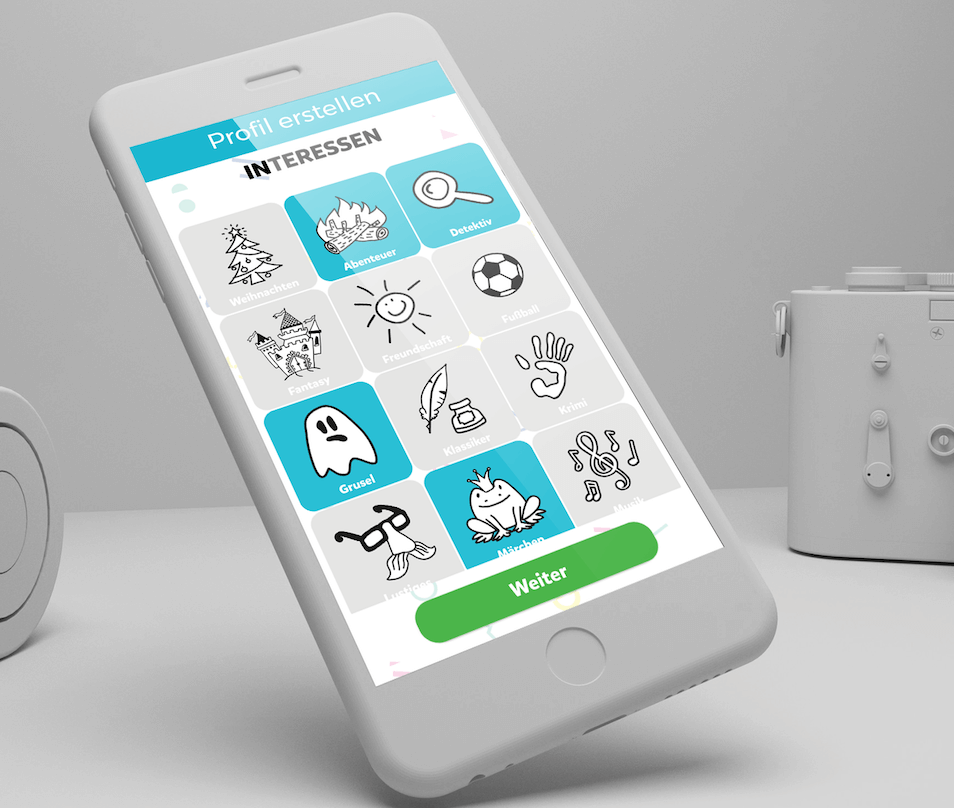 Profil erstellen
INTERESSEN
Weihnachten
Abenteuer
Detektiv
Fantasy
Freundschaft
Fußball
Grusel
Klassiker
Krimi
Lustiges
Märchen
Musik
Weiter